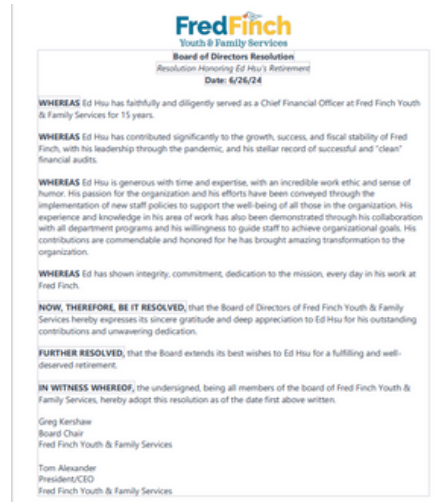 FredFinch
Youth & Family Services
Board of Directors Resolution
Resolution Honoring Ed Hsu's Retirement
Date: 6/26/24
WHEREAS Ed Hsu has faithfully and diligently served as a Chief Financial Officer at Fred Finch Youth
& Family Services for 15 years.
WHEREAS Ed Hsu has contributed significantly to the growth, success, and fiscal stability of Fred
Finch, with his leadership through the pandemic, and his stellar record of successful and "clean"
financial audits.
WHEREAS Ed Hsu is generous with time and expertise, with an incredible work ethic and sense of
humor. His passion for the organization and his efforts have been conveyed through the
implementation of new staff policies to support the well-being of all those in the organization. His
experience and knowledge in his area of work has also been demonstrated through his collaboration
with all department programs and his willingness to guide staff to achieve organizational goals. His
contributions are commendable and honored for he has brought amazing transformation to the
organization.
WHEREAS Ed has shown integrity, commitment, dedication to the mission, every day in his work at
Fred Finch.
NOW, THEREFORE, BE IT RESOLVED, that the Board of Directors of Fred Finch Youth & Family
Services hereby expresses its sincere gratitude and deep appreciation to Ed Hsu for his outstanding
contributions and unwavering dedication.
FURTHER RESOLVED, that the Board extends its best wishes to Ed Hsu for a fulfilling and well-
deserved retirement.
IN WITNESS WHEREOF, the undersigned, being all members of the board of Fred Finch Youth &
Family Services, hereby adopt this resolution as of the date first above written.
Greg Kershaw
Board Chair
Fred Finch Youth & Family Services
Tom Alexander
President/CEO
Fred Finch Youth & Family Services